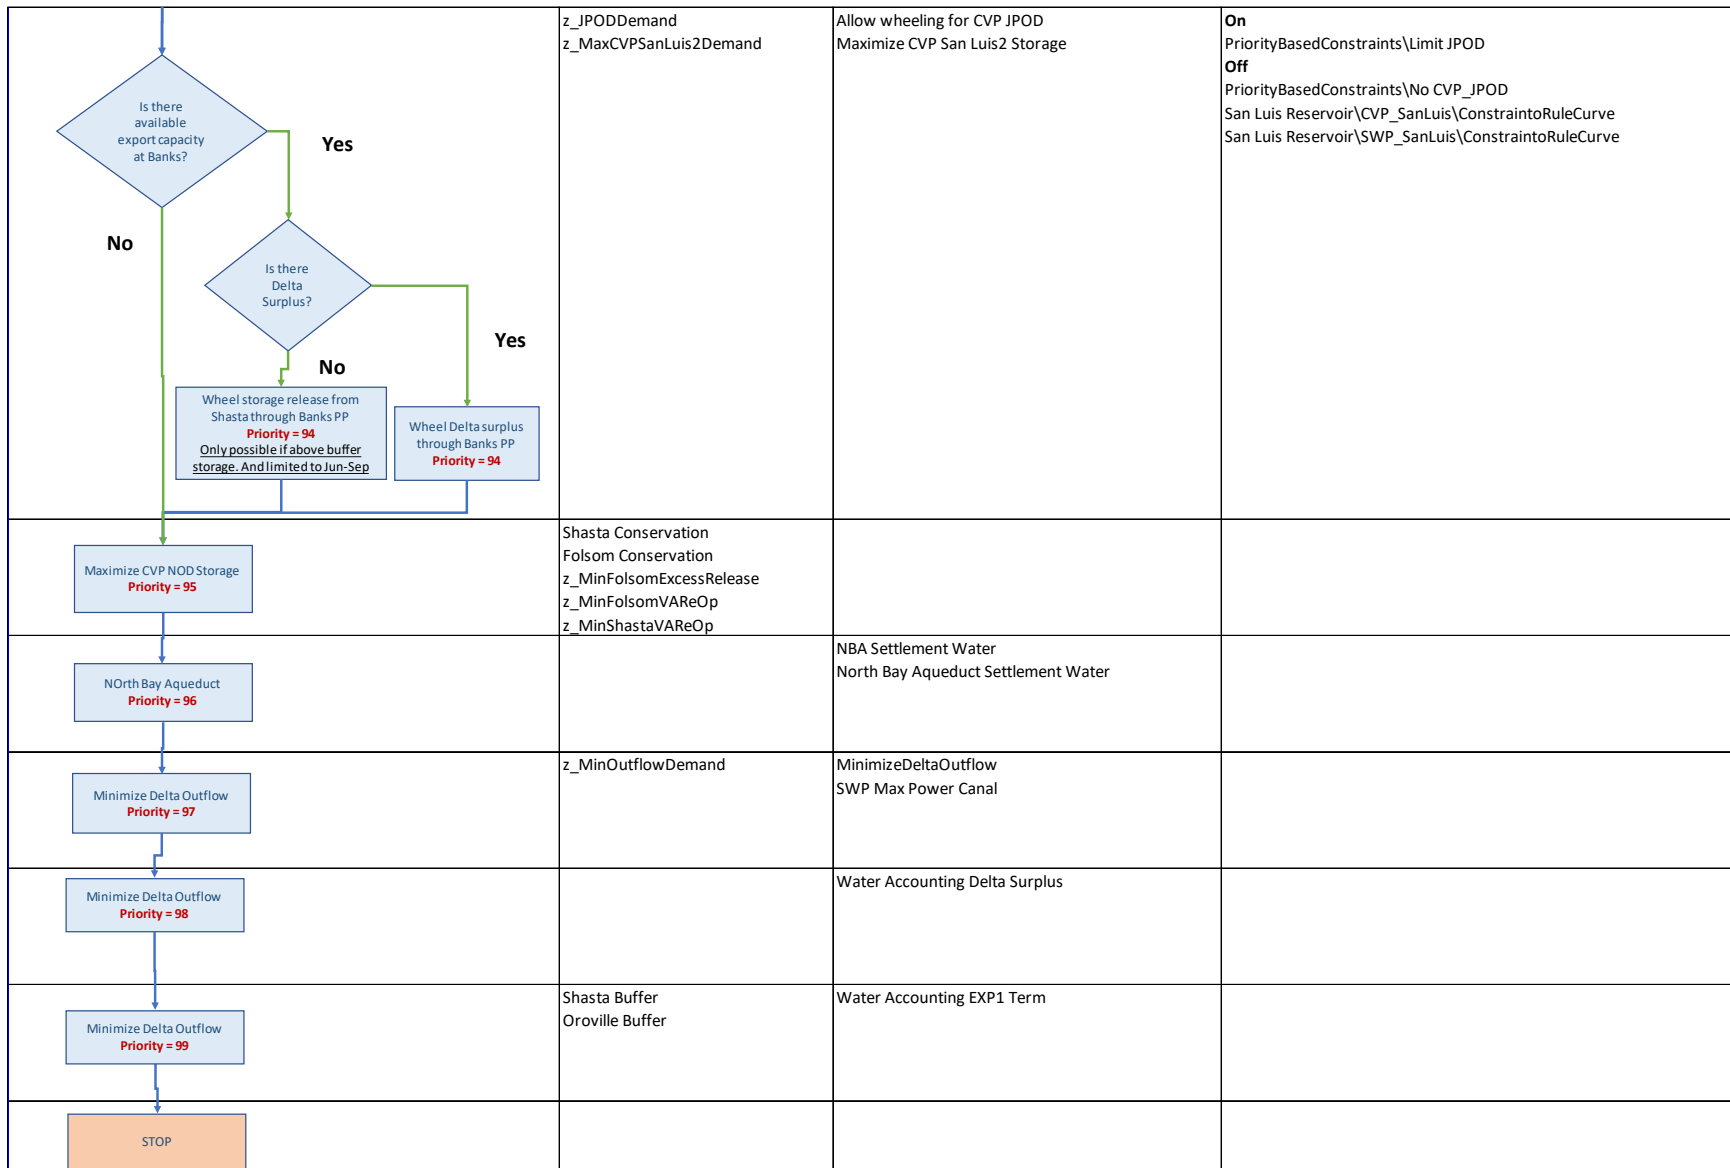 Is there
available
export capacity
at Banks?
Yes
No
Is there
Delta
Surplus?
Yes
No
Wheel storage release from
Shasta through Banks PP
Priority = 94
Only possible if above buffer
storage. And limited to Jun-Sep
Wheel Delta surplus
through Banks PP
Priority = 94
z_JPODDemand
z_MaxCVPSanLuis2Demand
Allow wheeling for CVP JPOD
Maximize CVP San Luis2 Storage
On
PriorityBasedConstraints\Limit JPOD
Off
PriorityBasedConstraints\No CVP_JPOD
San Luis Reservoir\CVP_SanLuis\ConstraintoRuleCurve
San Luis Reservoir\SWP_SanLuis\ConstraintoRuleCurve
Maximize CVP NOD Storage
Priority = 95
Shasta Conservation
Folsom Conservation
z_MinFolsomExcessRelease
z_MinFolsomVAReOp
z_MinShastaVAReOp
NOrth Bay Aqueduct
Priority = 96
NBA Settlement Water
North Bay Aqueduct Settlement Water
Minimize Delta Outflow
Priority = 97
z_MinOutflowDemand
MinimizeDeltaOutflow
SWP Max Power Canal
Minimize Delta Outflow
Priority = 98
Water Accounting Delta Surplus
Minimize Delta Outflow
Priority = 99
Shasta Buffer
Oroville Buffer
Water Accounting EXP1 Term
STOP